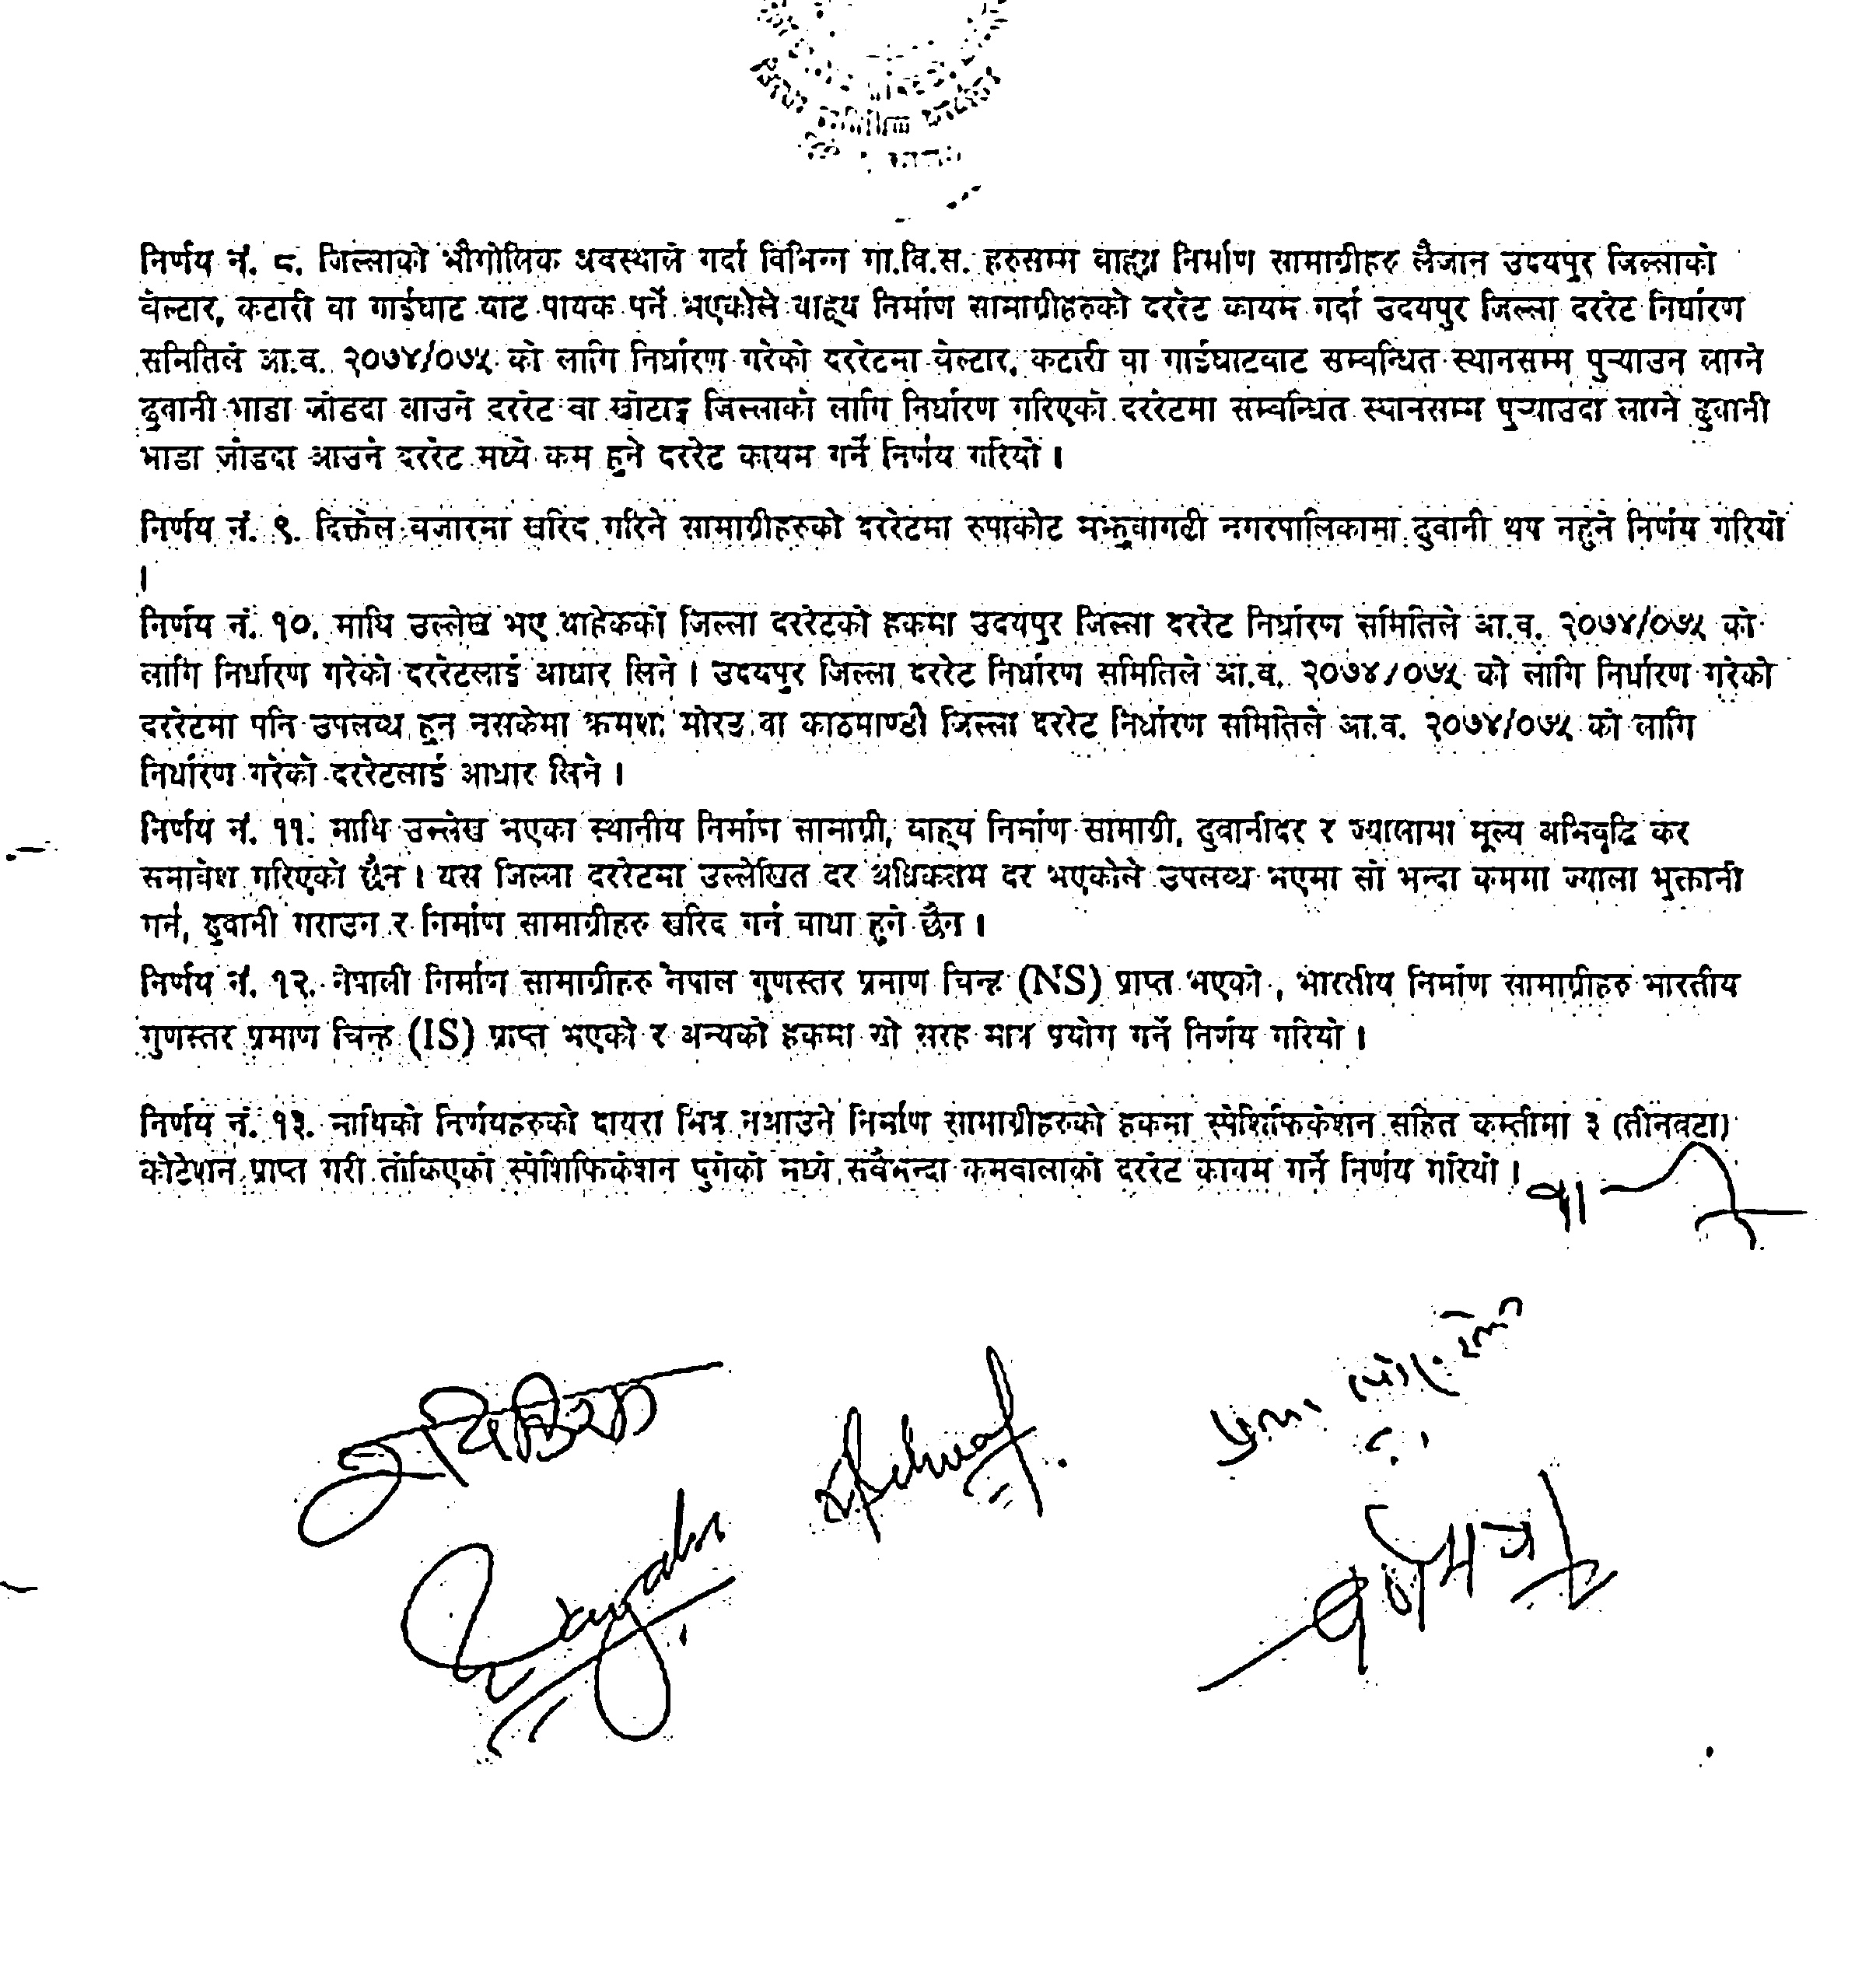 निर्णय नं. ८. जिल्लाको भौगोलिक अवस्थाले गर्दा विभिन्न गा.वि.स. हरुसम्म वाह्य निर्माण सामाग्रीहरु लैजान उदयपुर जिल्लाको
वेल्टार, कटारी वा गाईघाट वाट पायक पर्ने भएकोले वाह्य निर्माण सामाग्रीहरुको दररेट कायम गर्दा उदयपुर जिल्ला दररेट निर्धारण
समितिले आ.व. २०७४/०७५ को लागि निर्धारण गरेको दररेटमा वेल्टार, कटारी वा गाईघाटवाट सम्वन्धित स्थानसम्म पुऱ्याउन लाग्ने
ढुवानी भाडा जोडदा आउने दररेट वा खोटाङ्ग जिल्लाको लागि निर्धारण गरिएको दररेटमा सम्वन्धित स्थानसम्म पुऱ्याउदा लाग्ने ढुवानी
भाडा जोडदा आउने दररेट मध्ये कम हुने दररेट कायम गर्ने निर्णय गरियो ।
निर्णय नं. ९. दिक्तेल वजारमा खरिद गरिने सामाग्रीहरुको दररेटमा रुपाकोट मझुवागढी नगरपालिकामा ढुवानी थप नहुने निर्णय गरियो
।
निर्णय नं. १०. माथि उल्लेख भए वाहेकको जिल्ला दररेटको हकमा उदयपुर जिल्ला दररेट निर्धारण समितिले आ.व. २०७४/०७५ को
लागि निर्धारण गरेको दररेटलाई आधार लिने । उदयपुर जिल्ला दररेट निर्धारण समितिले आ.व. २०७४/०७५ को लागि निर्धारण गरेको
दररेटमा पनि उपलव्ध हुन नसकेमा क्रमशः मोरङ वा काठमाण्डौ जिल्ला दररेट निर्धारण समितिले आ.व. २०७४/०७५ को लागि
निर्धारण गरेको दररेटलाई आधार लिने ।
निर्णय नं. ११. माथि उल्लेख भएका स्थानीय निर्माण सामाग्री, वाह्य निर्माण सामाग्री, ढुवानीदर र ज्यालामा मूल्य अभिवृद्धि कर
समावेश गरिएको छैन । यस जिल्ला दररेटमा उल्लेखित दर अधिकतम दर भएकोले उपलव्ध भएमा सो भन्दा कममा ज्याला भुक्तानी
गर्न, ढुवानी गराउन र निर्माण सामाग्रीहरु खरिद गर्न वाधा हुने छैन ।
निर्णय नं. १२. नेपाली निर्माण सामाग्रीहरु नेपाल गुणस्तर प्रमाण चिन्ह (NS) प्राप्त भएको , भारतीय निर्माण सामाग्रीहरु भारतीय
गुणस्तर प्रमाण चिन्ह (IS) प्राप्त भएको र अन्यको हकमा सो सरह मात्र प्रयोग गर्ने निर्णय गरियो ।
निर्णय नं. १३. माथिको निर्णयहरुको दायरा भित्र नआउने निर्माण सामाग्रीहरुको हकमा स्पेशिफिकेशन सहित कम्तीमा ३ (तीनवटा)
कोटेशन प्राप्त गरी तोकिएको स्पेशिफिकेशन पुगेको मध्ये सवैभन्दा कमवालाको दररेट कायम गर्ने निर्णय गरियो ।